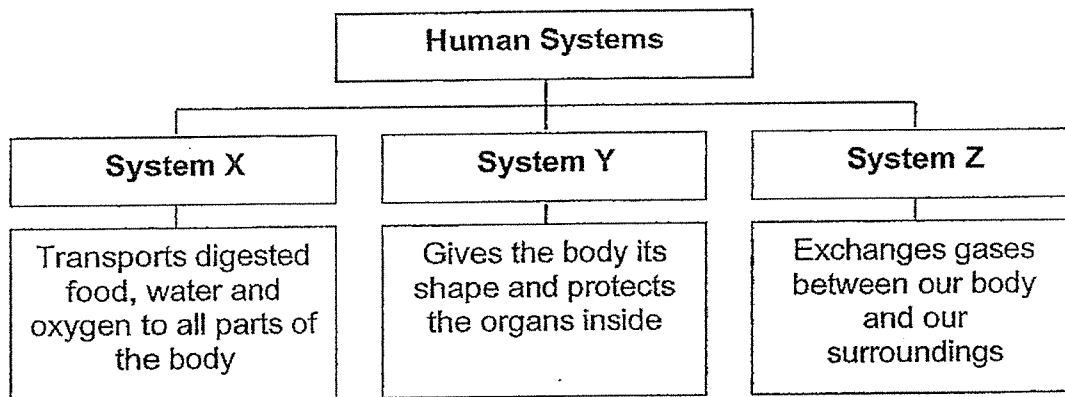 Human Systems
System X
System Y
System Z
Transports digested
food, water and
oxygen to all parts of
the body
Gives the body its
shape and protects
the organs inside
Exchanges gases
between our body
and our
surroundings